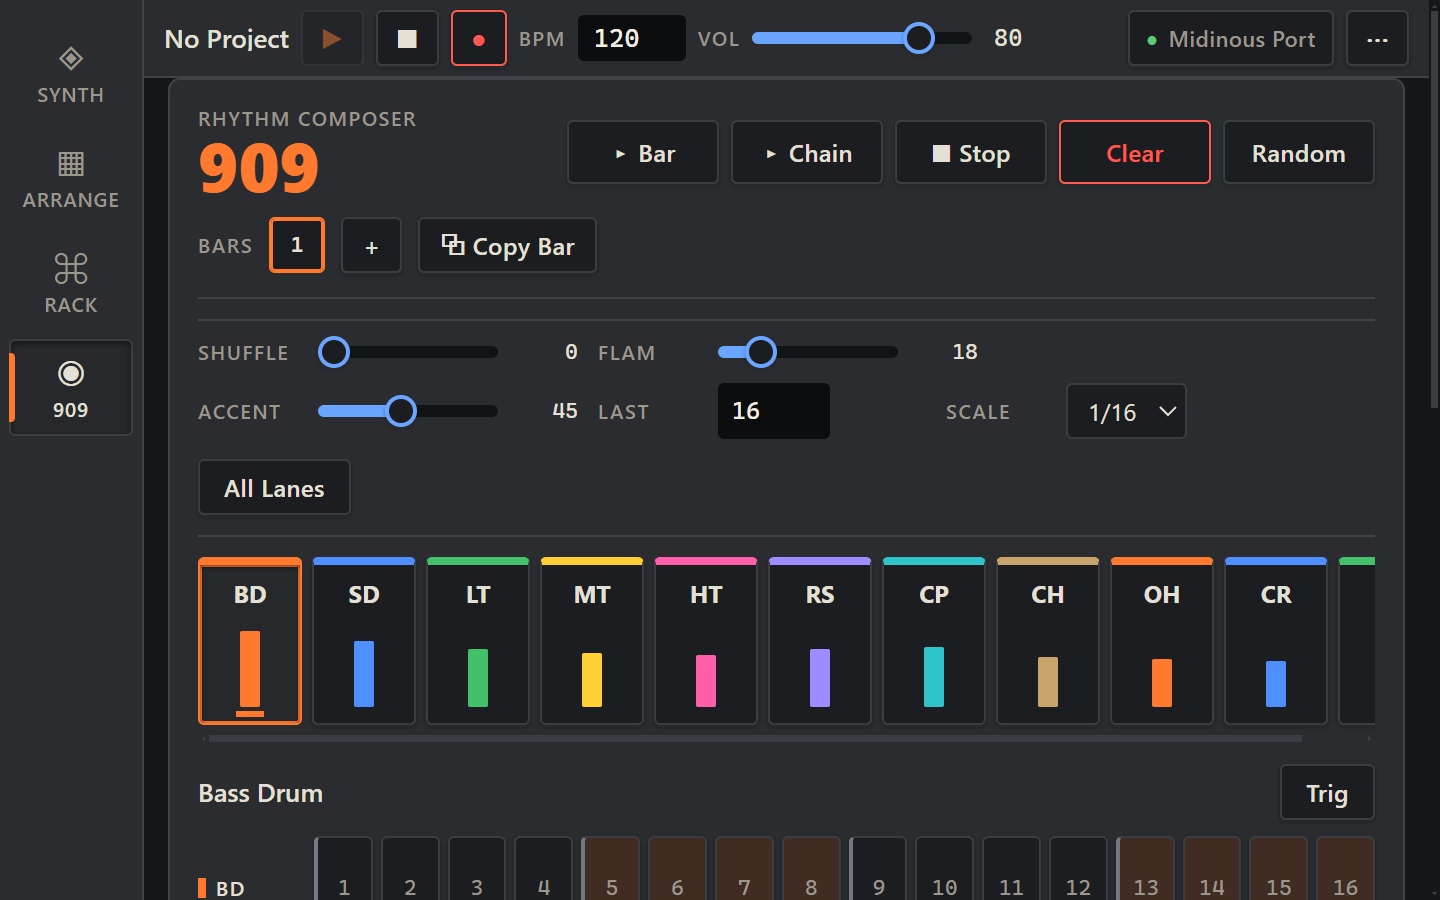 No Project BPM 120 VOL 80 Midinous Port ...
SYNTH
ARRANGE
RACK
909
RHYTHM COMPOSER
909
Bar Chain Stop Clear Random
BARS 1 + Copy Bar
SHUFFLE 0 FLAM 18
ACCENT 45 LAST 16 SCALE 1/16
All Lanes
BD SD LT MT HT RS CP CH OH CR
Bass Drum Trig
BD 1 2 3 4 5 6 7 8 9 10 11 12 13 14 15 16